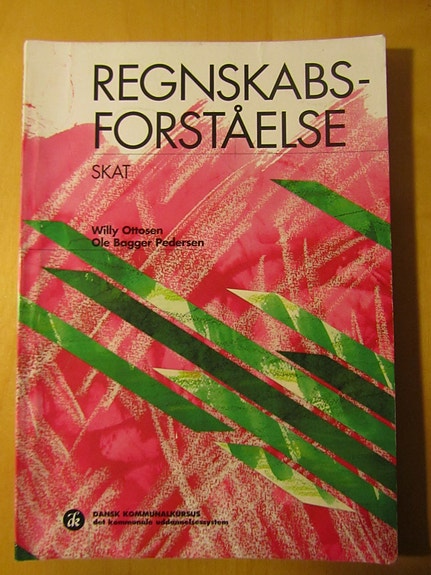 REGNSKABS-
FORSTÅELSE
SKAT
Willy Ottosen
Ole Bagger Pedersen
dk
DANSK KOMMUNALKURSUS
det kommunale uddannelsessystem